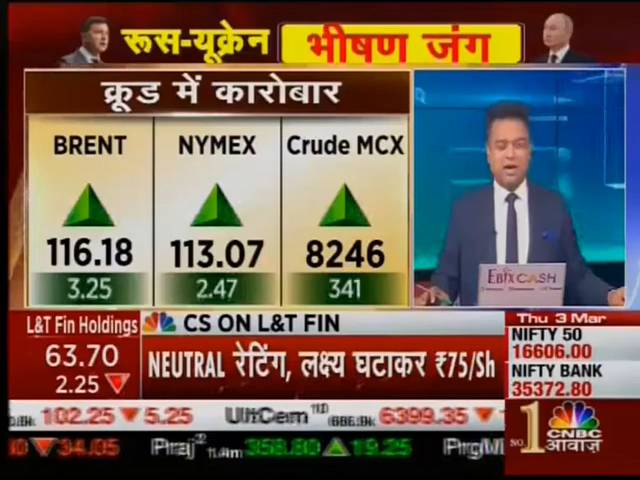 रूस-यूक्रेन भीषण जंग
क्रूड में कारोबार
BRENT NYMEX Crude MCX
116.18 113.07 8246
3.25 2.47 341
EbixCASH
L&T Fin Holdings
63.70
2.25
CS ON L&T FIN
NEUTRAL रेटिंग, लक्ष्य घटाकर ₹75/Sh
Thu 3 Mar
NIFTY 50
16606.00
NIFTY BANK
35372.80
102.25 5.25 UltCem 6399.35
34.05 Praj 358.80 19.25
NO. 1 CNBC
आवाज़